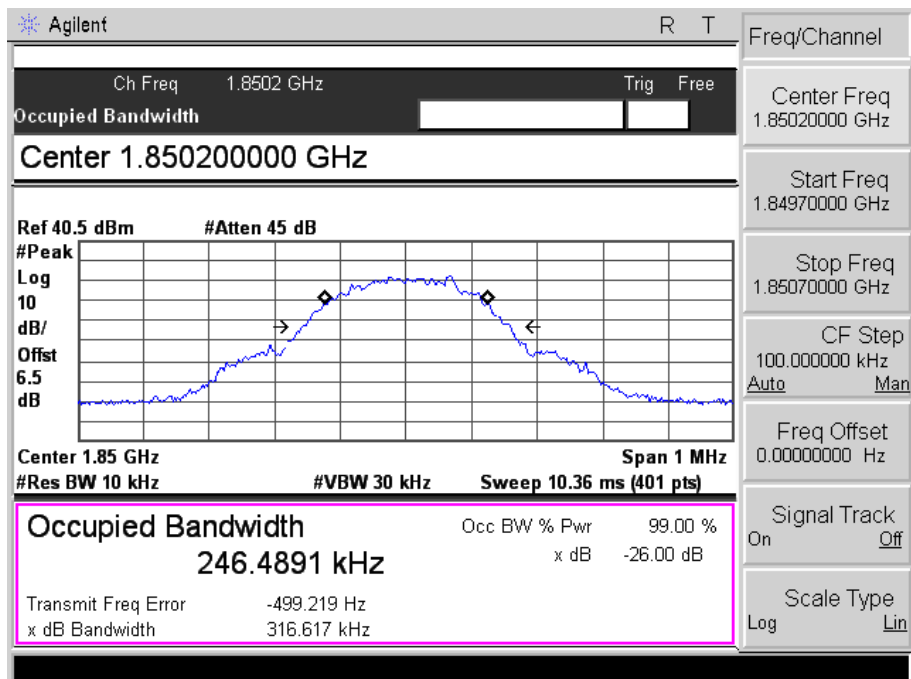 Agilent R T
Ch Freq 1.8502 GHz Trig Free
Occupied Bandwidth
Center 1.850200000 GHz
Ref 40.5 dBm #Atten 45 dB
#Peak
Log
10
dB/
Offst
6.5
dB
Center 1.85 GHz Span 1 MHz
#Res BW 10 kHz #VBW 30 kHz Sweep 10.36 ms (401 pts)
Occupied Bandwidth Occ BW % Pwr 99.00 %
246.4891 kHz x dB -26.00 dB
Transmit Freq Error -499.219 Hz
x dB Bandwidth 316.617 kHz
Freq/Channel
Center Freq
1.85020000 GHz
Start Freq
1.84970000 GHz
Stop Freq
1.85070000 GHz
CF Step
100.000000 kHz
Auto Man
Freq Offset
0.00000000 Hz
Signal Track
On Off
Scale Type
Log Lin